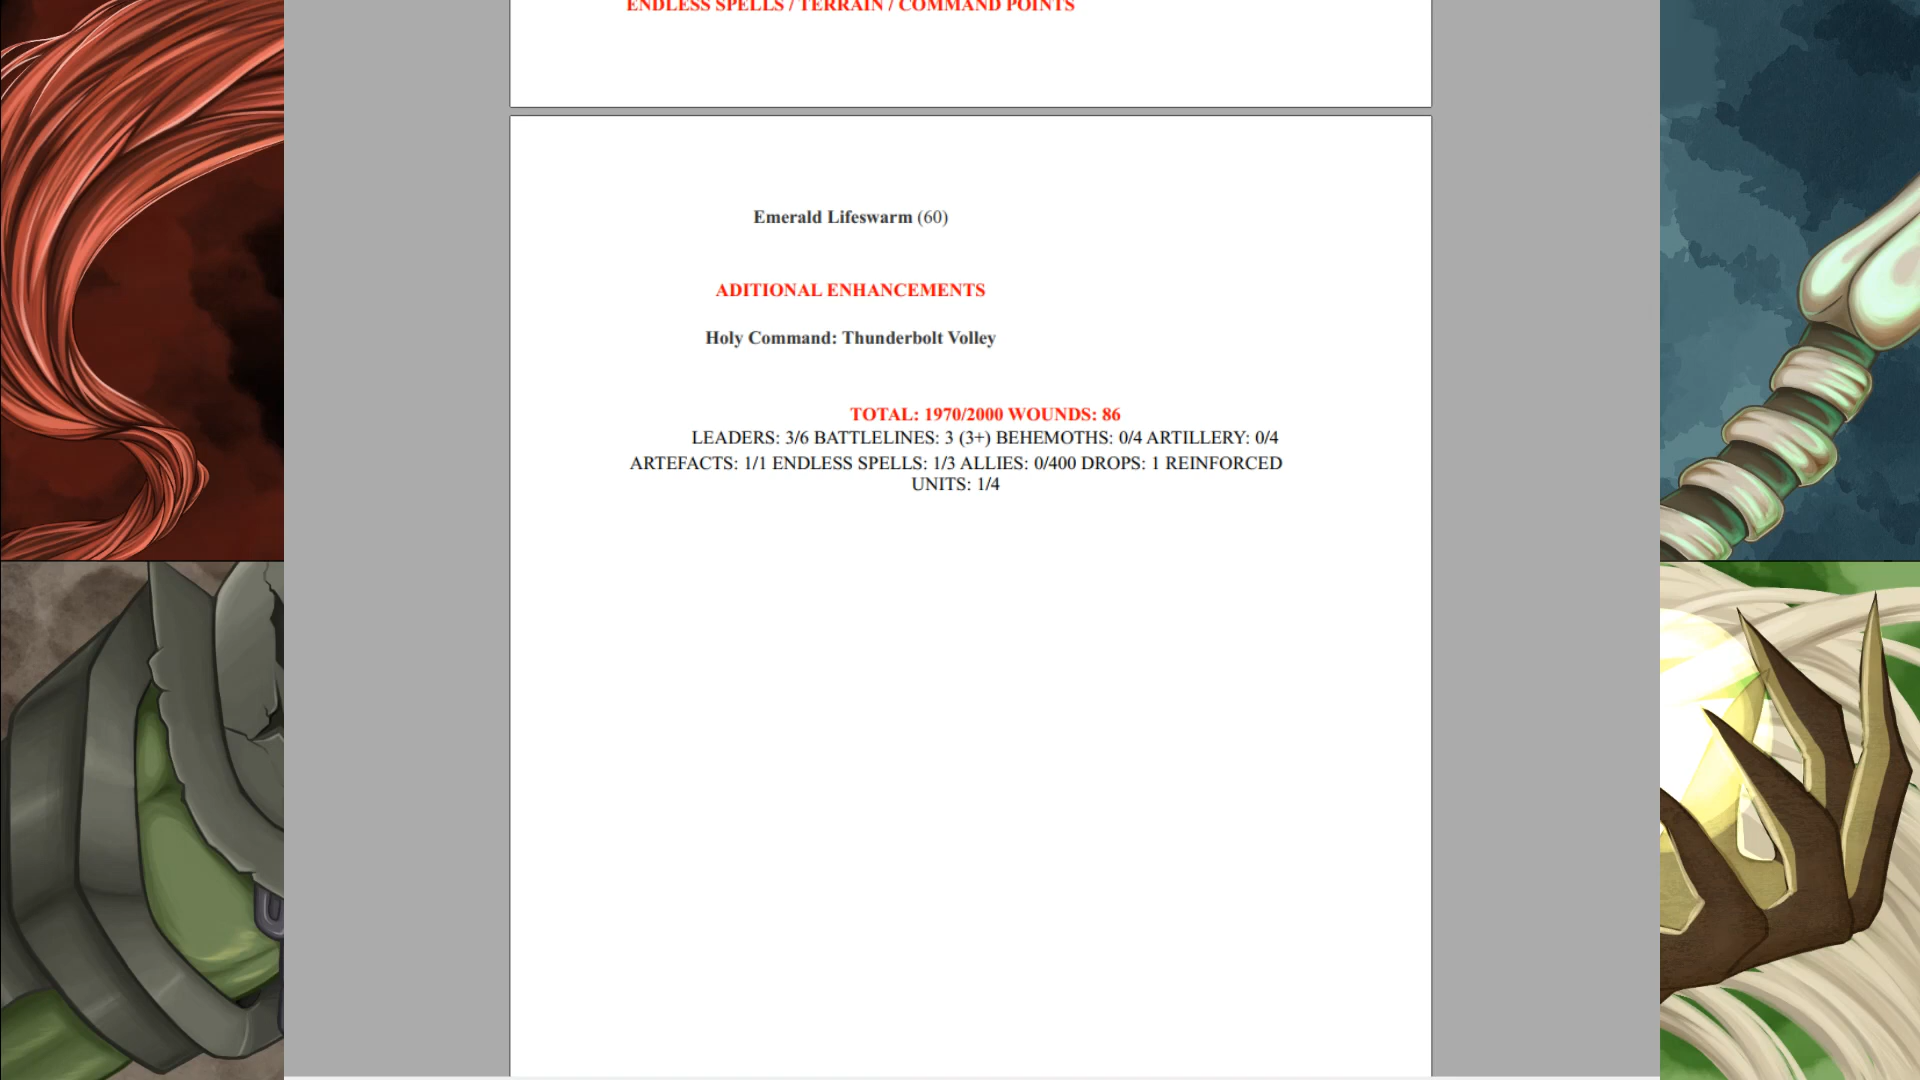 ENDLESS SPELLS / TERRAIN / COMMAND POINTS
Emerald Lifeswarm (60)
ADITIONAL ENHANCEMENTS
Holy Command: Thunderbolt Volley
TOTAL: 1970/2000 WOUNDS: 86
LEADERS: 3/6 BATTLELINES: 3 (3+) BEHEMOTHS: 0/4 ARTILLERY: 0/4
ARTEFACTS: 1/1 ENDLESS SPELLS: 1/3 ALLIES: 0/400 DROPS: 1 REINFORCED
UNITS: 1/4